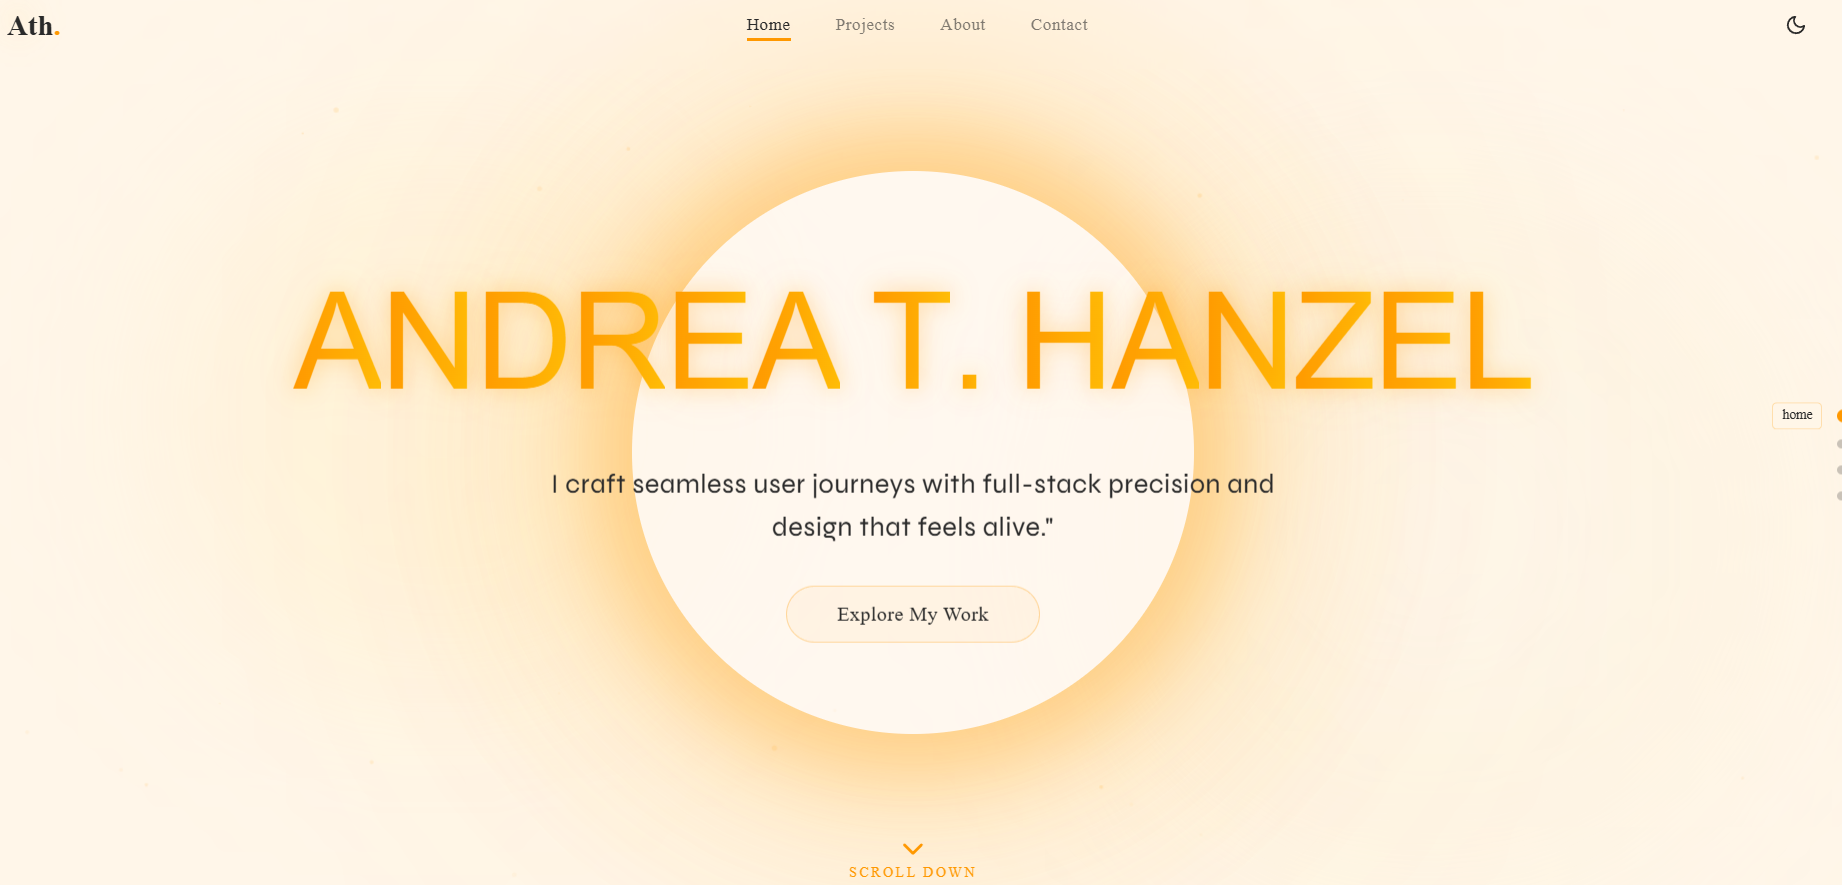 Ath.
Home Projects About Contact
ANDREA T. HANZEL
home
I craft seamless user journeys with full-stack precision and
design that feels alive."
Explore My Work
SCROLL DOWN